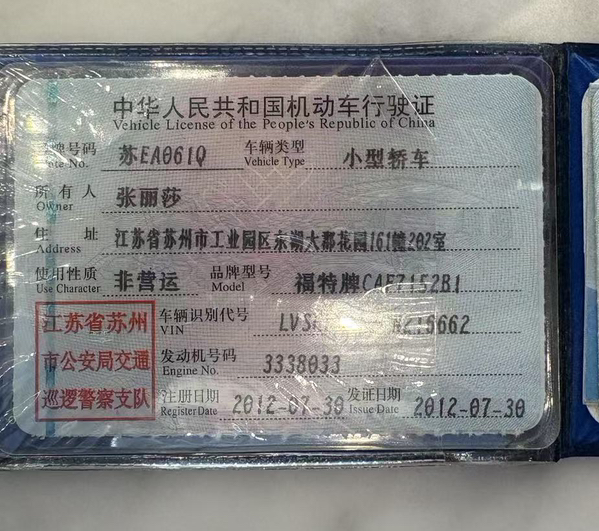 中华人民共和国机动车行驶证
Vehicle License of the People's Republic of China
号码 苏EA061Q 车辆类型 小型轿车
No. Vehicle Type
所有人 张丽莎
Owner
住址 江苏省苏州市工业园区东湖大郡花园161幢202室
Address
使用性质 非营运 品牌型号 福特牌CAF7152B1
Use Character Model
江苏省苏州 车辆识别代号 LVS
市公安局交通 VIN
巡逻警察支队 发动机号码 3338033
Engine No.
注册日期 2012-07-30 发证日期 2012-07-30
Register Date Issue Date